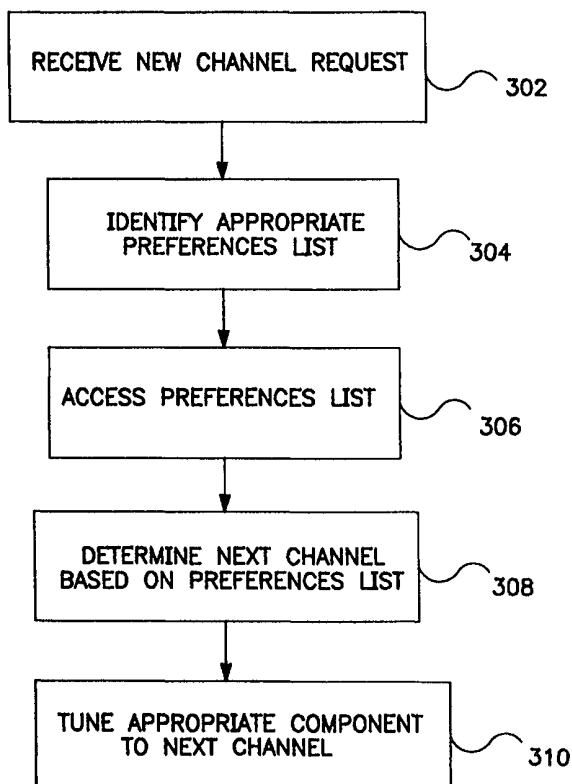 RECEIVE NEW CHANNEL REQUEST
302
IDENTIFY APPROPRIATE
PREFERENCES LIST
304
ACCESS PREFERENCES LIST
306
DETERMINE NEXT CHANNEL
BASED ON PREFERENCES LIST
308
TUNE APPROPRIATE COMPONENT
TO NEXT CHANNEL
310